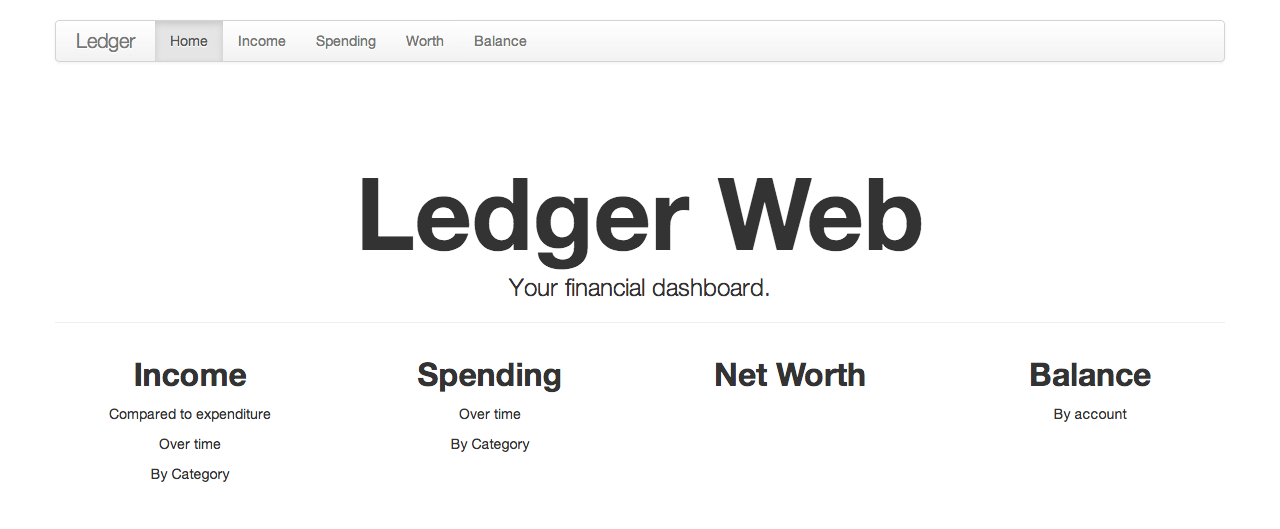 Ledger Home Income Spending Worth Balance
Ledger Web
Your financial dashboard.
Income Spending Net Worth Balance
Compared to expenditure Over time By account
Over time By Category
By Category